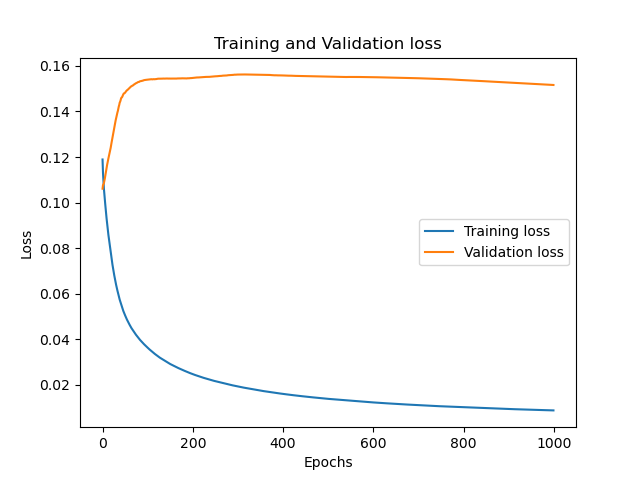 Training and Validation loss
0.16
0.14
0.12
0.10
0.08
0.06
0.04
0.02
Loss
Training loss
Validation loss
0
200
400
600
800
1000
Epochs